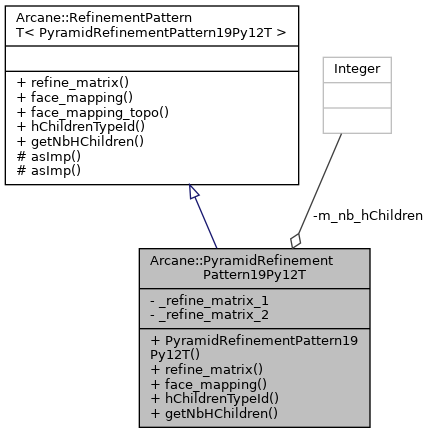 Arcane::RefinementPattern
T< PyramidRefinementPattern19Py12T >
+ refine_matrix()
+ face_mapping()
+ face_mapping_topo()
+ hChildrenTypeId()
+ getNbHChildren()
# asImp()
# asImp()
Integer
-m_nb_hChildren
Arcane::PyramidRefinement
Pattern19Py12T
- _refine_matrix_1
- _refine_matrix_2
+ PyramidRefinementPattern19
Py12T()
+ refine_matrix()
+ face_mapping()
+ hChildrenTypeId()
+ getNbHChildren()